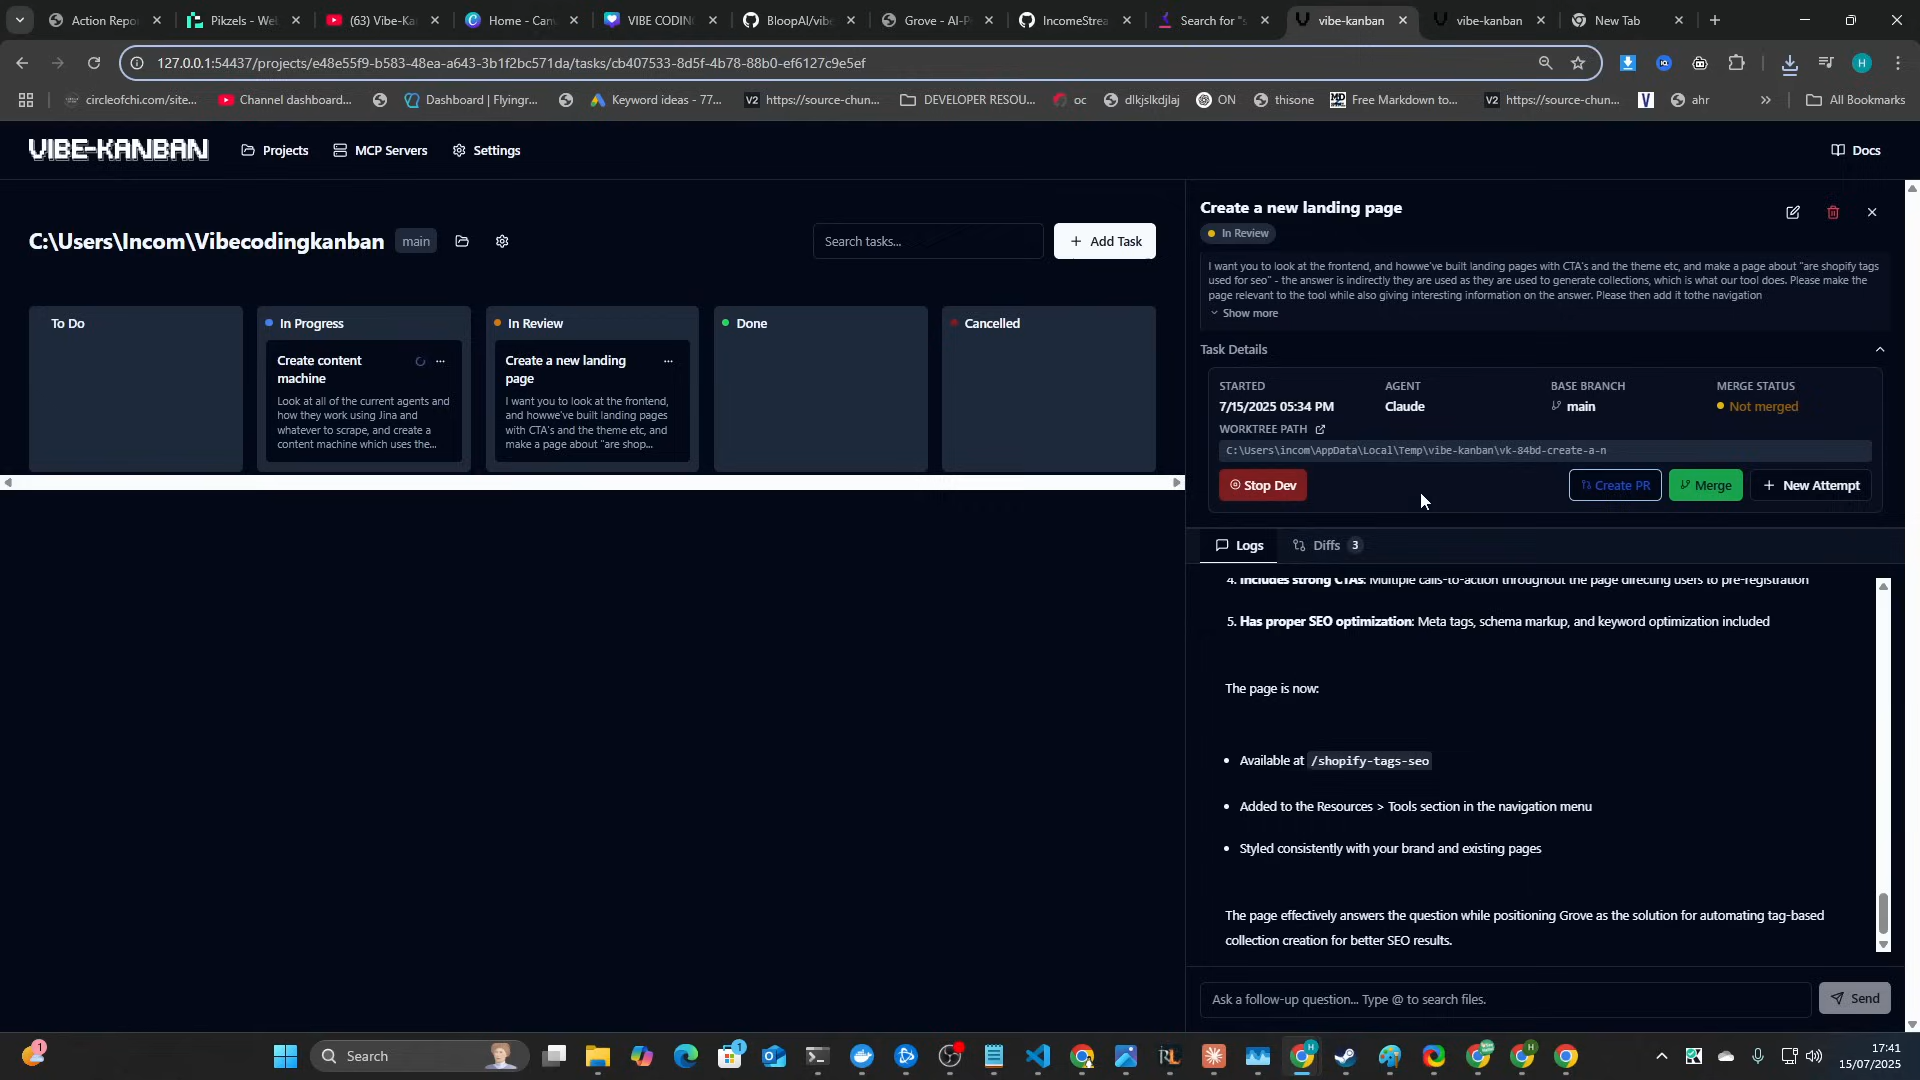 Action Repo
Pikzels - Wel
(63) Vibe-Ka
Home - Can
VIBE CODIN
BloopAI/vibe
Grove - AI-P
IncomeStrea
Search for "s
vibe-kanban
vibe-kanban
New Tab
127.0.0.1:54437/projects/e48e55f9-b583-48ea-a643-3b1f2bc571da/tasks/cb407533-8d5f-4b78-88b0-ef6127c9e5ef
circleofchi.com/site...
Channel dashboard...
Dashboard | Flyingr...
Keyword ideas - 77...
https://source-chun...
DEVELOPER RESOU...
oc
dlkjslkdjlaj
ON
thisone
Free Markdown to...
https://source-chun...
ahr
All Bookmarks
VIBE-KANBAN
Projects
MCP Servers
Settings
Docs
C:\Users\Incom\Vibecodingkanban
main
Search tasks...
+ Add Task
To Do
In Progress
In Review
Done
Cancelled
Create content
machine
Look at all of the current agents and
how they work using Jina and
whatever to scrape, and create a
content machine which uses the...
Create a new landing
page
I want you to look at the frontend,
and howwe've built landing pages
with CTA's and the theme etc, and
make a page about "are shop...
Create a new landing page
In Review
I want you to look at the frontend, and howwe've built landing pages with CTA's and the theme etc, and make a page about "are shopify tags
used for seo" - the answer is indirectly they are used as they are used to generate collections, which is what our tool does. Please make the
page relevant to the tool while also giving interesting information on the answer. Please then add it tothe navigation
Show more
Task Details
STARTED
AGENT
BASE BRANCH
MERGE STATUS
7/15/2025 05:34 PM
Claude
main
Not merged
WORKTREE PATH
C:\Users\incom\AppData\Local\Temp\vibe-kanban\vk-84bd-create-a-n
Stop Dev
Create PR
Merge
+ New Attempt
Logs
Diffs 3
4. Includes strong CTAs: Multiple calls-to-action throughout the page directing users to pre-registration
5. Has proper SEO optimization: Meta tags, schema markup, and keyword optimization included
The page is now:
• Available at /shopify-tags-seo
• Added to the Resources > Tools section in the navigation menu
• Styled consistently with your brand and existing pages
The page effectively answers the question while positioning Grove as the solution for automating tag-based
collection creation for better SEO results.
Ask a follow-up question... Type @ to search files.
Send
Search
17:41
15/07/2025